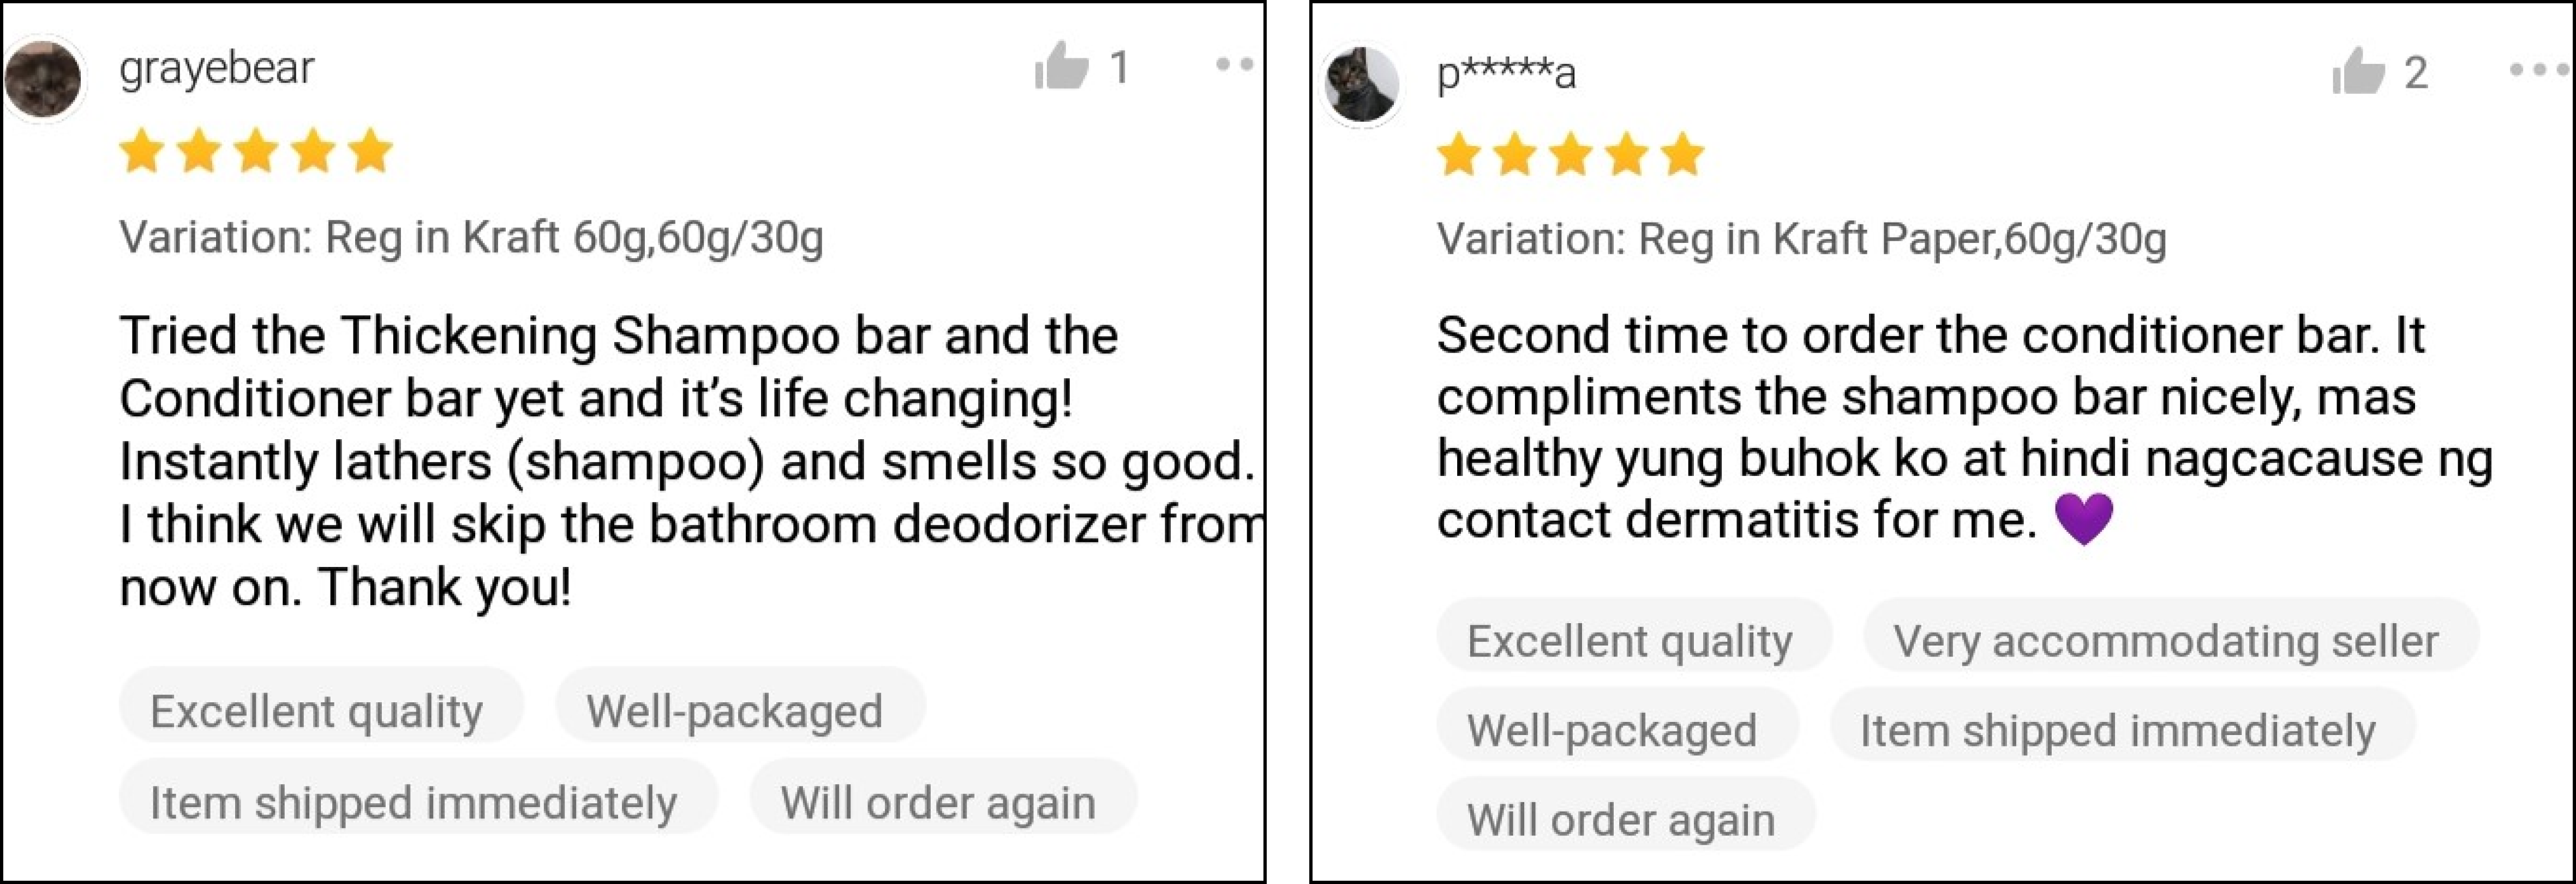 grayebear
1
Variation: Reg in Kraft 60g,60g/30g
Tried the Thickening Shampoo bar and the
Conditioner bar yet and it’s life changing!
Instantly lathers (shampoo) and smells so good.
I think we will skip the bathroom deodorizer from
now on. Thank you!
Excellent quality
Well-packaged
Item shipped immediately
Will order again
p*****a
2
Variation: Reg in Kraft Paper,60g/30g
Second time to order the conditioner bar. It
compliments the shampoo bar nicely, mas
healthy yung buhok ko at hindi nagcacause ng
contact dermatitis for me. 💜
Excellent quality
Very accommodating seller
Well-packaged
Item shipped immediately
Will order again